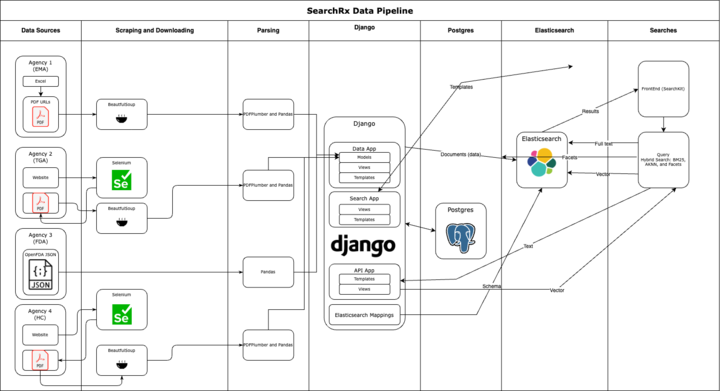 SearchRx Data Pipeline
Data Sources
Scraping and Downloading
Parsing
Django
Postgres
Elasticsearch
Searches
Agency 1
(EMA)
Excel
PDF URLs
PDF
BeautifulSoup
PDFPlumber and Pandas
Agency 2
(TGA)
Website
PDF
Selenium
Se
BeautifulSoup
PDFPlumber and Pandas
Agency 3
(FDA)
OpenFDA JSON
{;}
JSON
Pandas
Agency 4
(HC)
Website
PDF
Selenium
Se
BeautifulSoup
PDFPlumber and Pandas
Django
Data App
Models
Views
Templates
Search App
Views
Templates
django
API App
Templates
Views
Elasticsearch Mappings
Postgres
Elasticsearch
FrontEnd (SearchKit)
Query
Hybrid Search: BM25,
AKNN, and Facets
Templates
Results
Documents (data)
Full text
Facets
Vector
Text
Schema
Vector